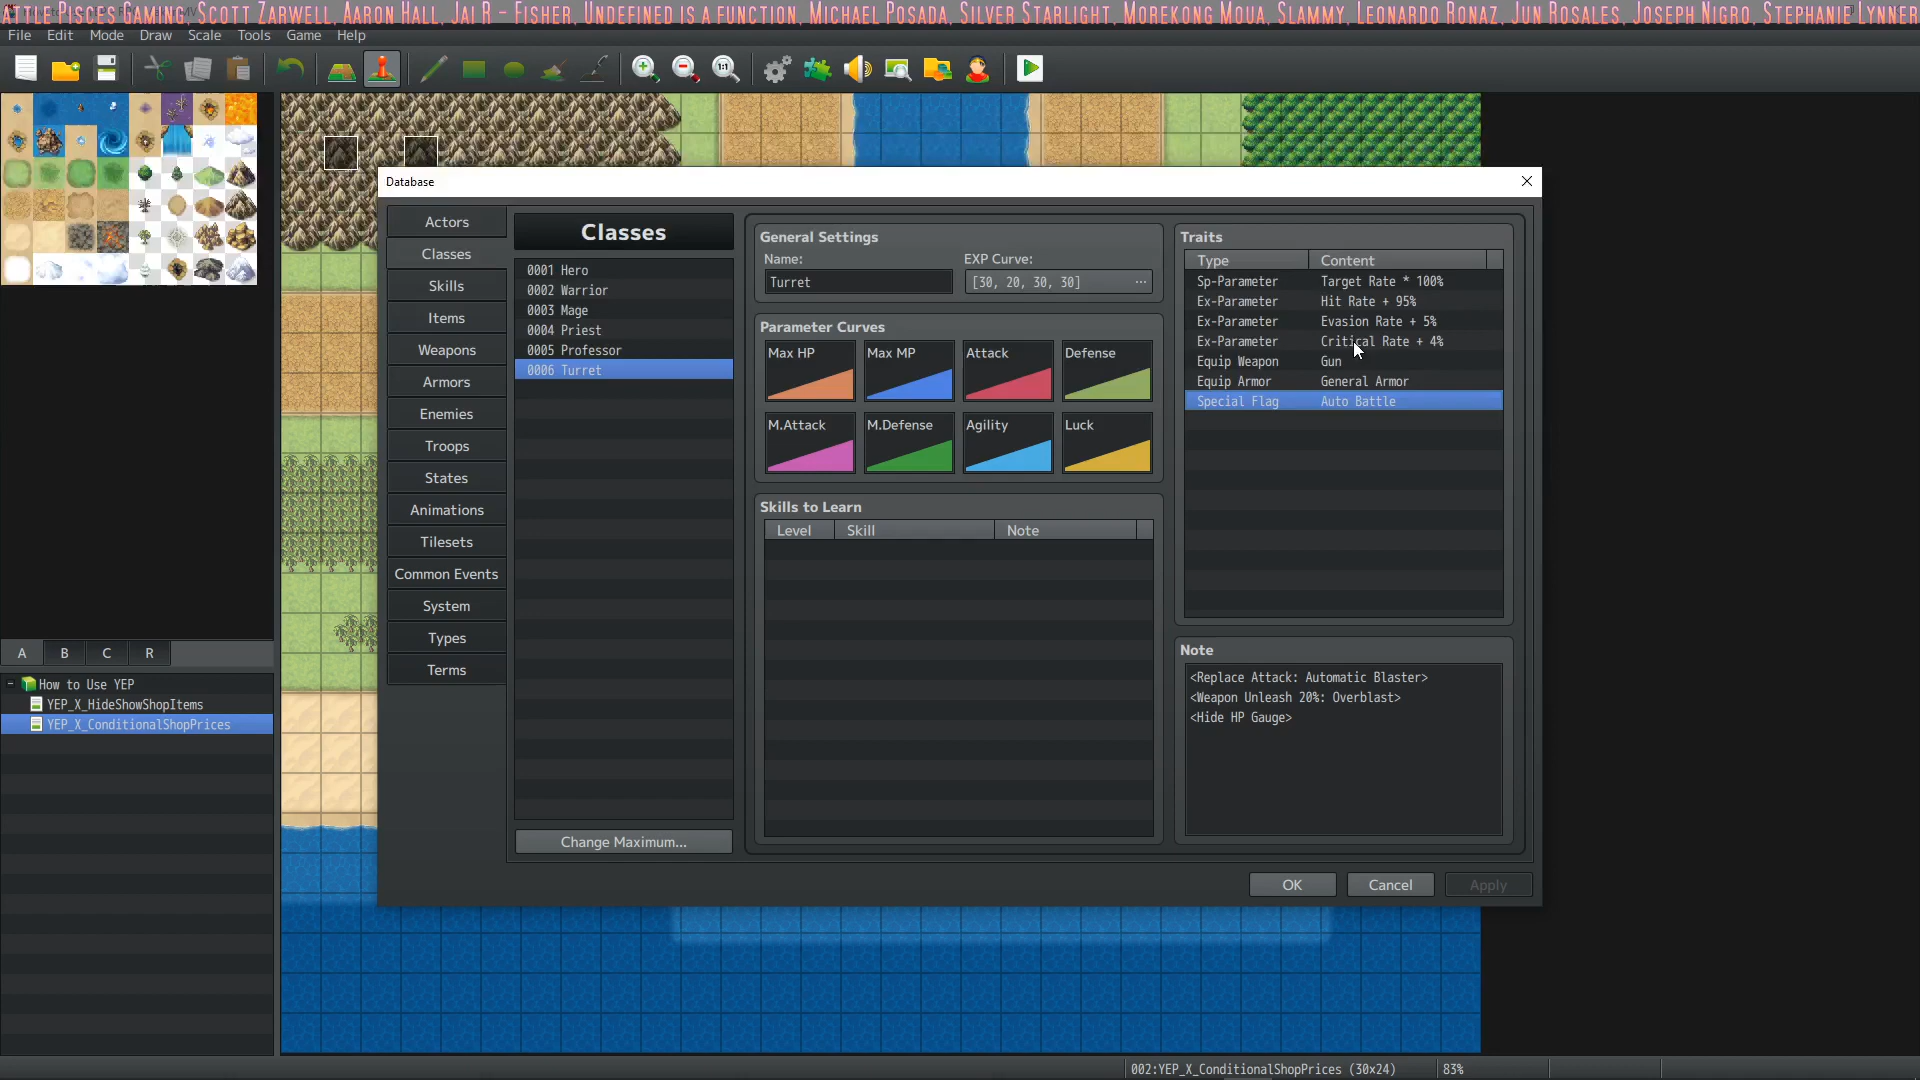 Pisces Gaming, Scott Zarwell, Aaron Hall, Jai R - Fisher, Undefined is a Function, Michael Posada, Silver Starlight, Morekong Moua, Slammy, Leonardo Ronaz, Jun Rosales, Joseph Nigro, Stephanie Lynner
File Edit Mode Draw Scale Tools Game Help
1:1
Database
Actors
Classes
Skills
Items
Weapons
Armors
Enemies
Troops
States
Animations
Tilesets
Common Events
System
Types
Terms
Classes
0001 Hero
0002 Warrior
0003 Mage
0004 Priest
0005 Professor
0006 Turret
Change Maximum...
General Settings
Name: EXP Curve:
Turret [30, 20, 30, 30] ...
Parameter Curves
Max HP Max MP Attack Defense
M.Attack M.Defense Agility Luck
Skills to Learn
Level Skill Note
Traits
Type Content
Sp-Parameter Target Rate * 100%
Ex-Parameter Hit Rate + 95%
Ex-Parameter Evasion Rate + 5%
Ex-Parameter Critical Rate + 4%
Equip Weapon Gun
Equip Armor General Armor
Special Flag Auto Battle
Note
<Replace Attack: Automatic Blaster>
<Weapon Unleash 20%: Overblast>
<Hide HP Gauge>
OK Cancel Apply
A B C R
How to Use YEP
YEP_X_HideShowShopItems
YEP_X_ConditionalShopPrices
002:YEP_X_ConditionalShopPrices (30x24) 83%